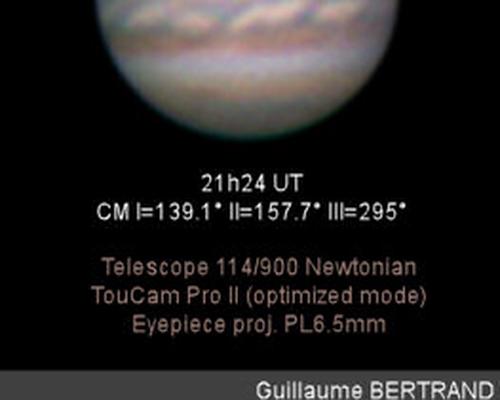 21h24 UT
CM I=139.1° II=157.7° III=295°
Telescope 114/900 Newtonian
TouCam Pro II (optimized mode)
Eyepiece proj. PL6.5mm
Guillaume BERTRAND